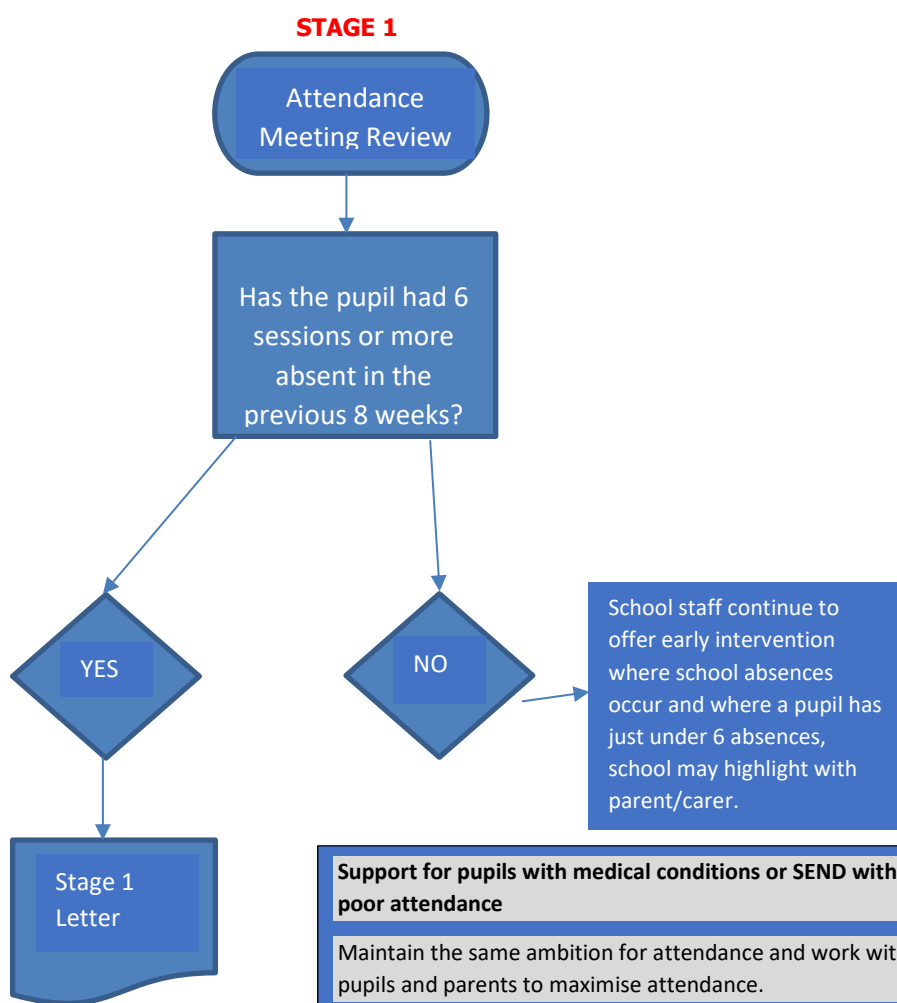 STAGE 1
Attendance
Meeting Review
Has the pupil had 6
sessions or more
absent in the
previous 8 weeks?
YES
NO
School staff continue to
offer early intervention
where school absences
occur and where a pupil has
just under 6 absences,
school may highlight with
parent/carer.
Stage 1
Letter
Support for pupils with medical conditions or SEND with
poor attendance
Maintain the same ambition for attendance and work wit
pupils and parents to maximise attendance.